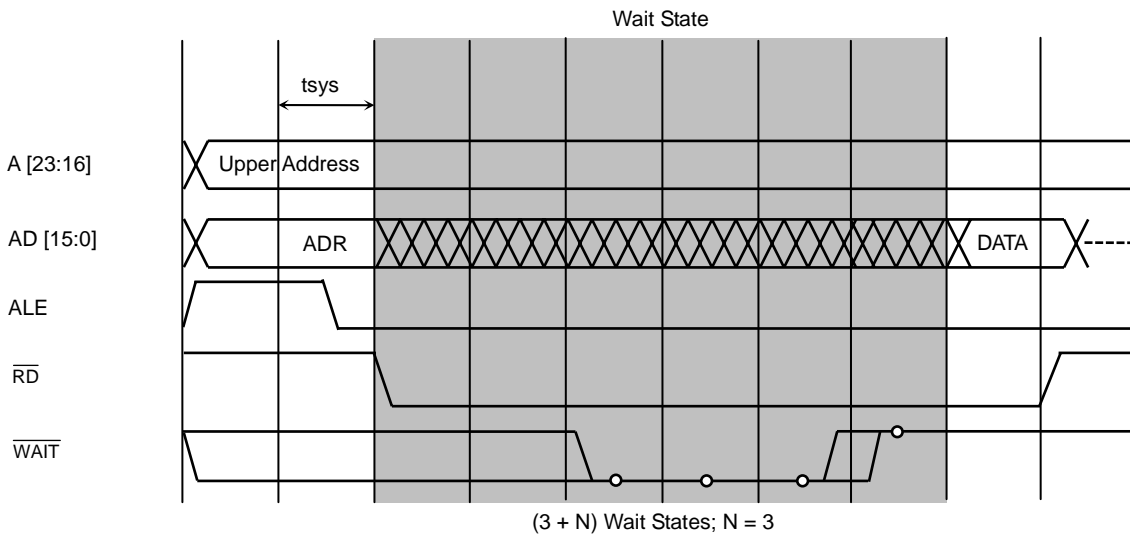 Wait State
tsys
A [23:16]
Upper Address
AD [15:0]
ADR
DATA
ALE
RD
WAIT
(3 + N) Wait States; N = 3